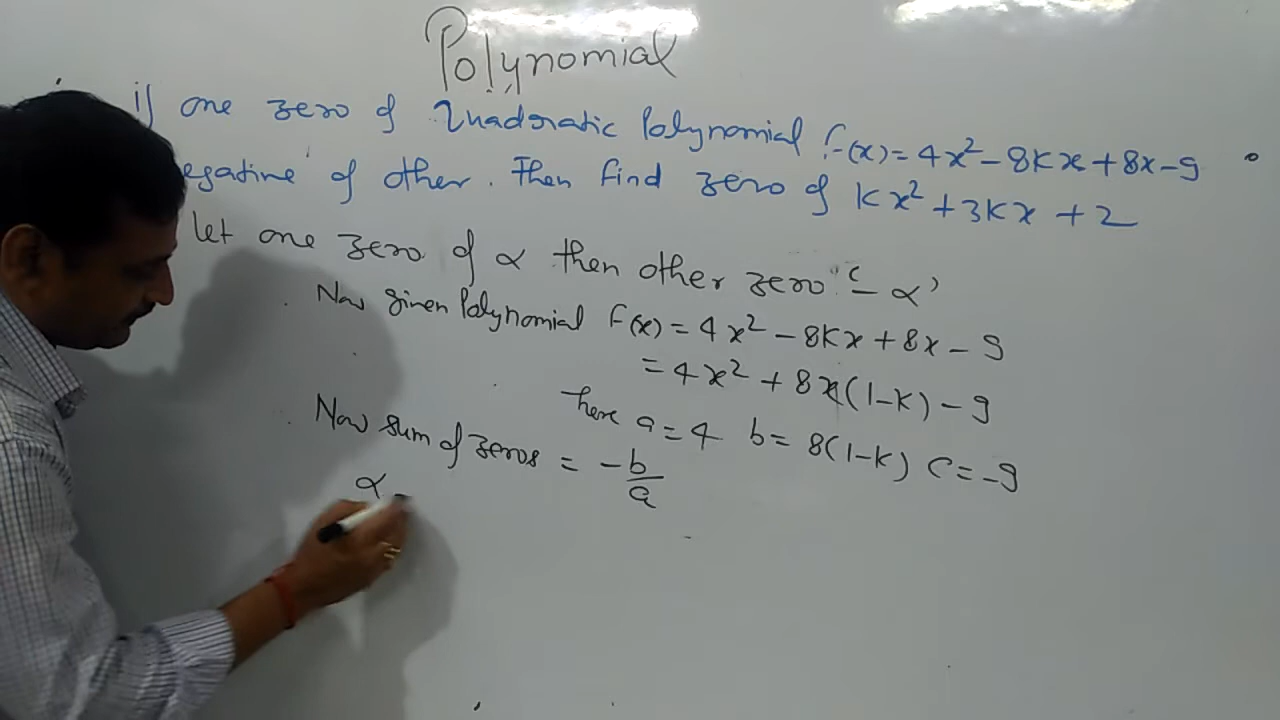 Polynomial
if one zero of Quadratic Polynomial f(x) = 4x² - 8kx + 8x - 9
egative of other. Then find zero of kx² + 3kx + 2
let one zero of α then other zero '- α'
Now given Polynomial f(x) = 4x² - 8kx + 8x - 9
= 4x² + 8x(1-k) - 9
here a = 4 b = 8(1-k) c = -9
Now sum of zeros = -b/a
α -